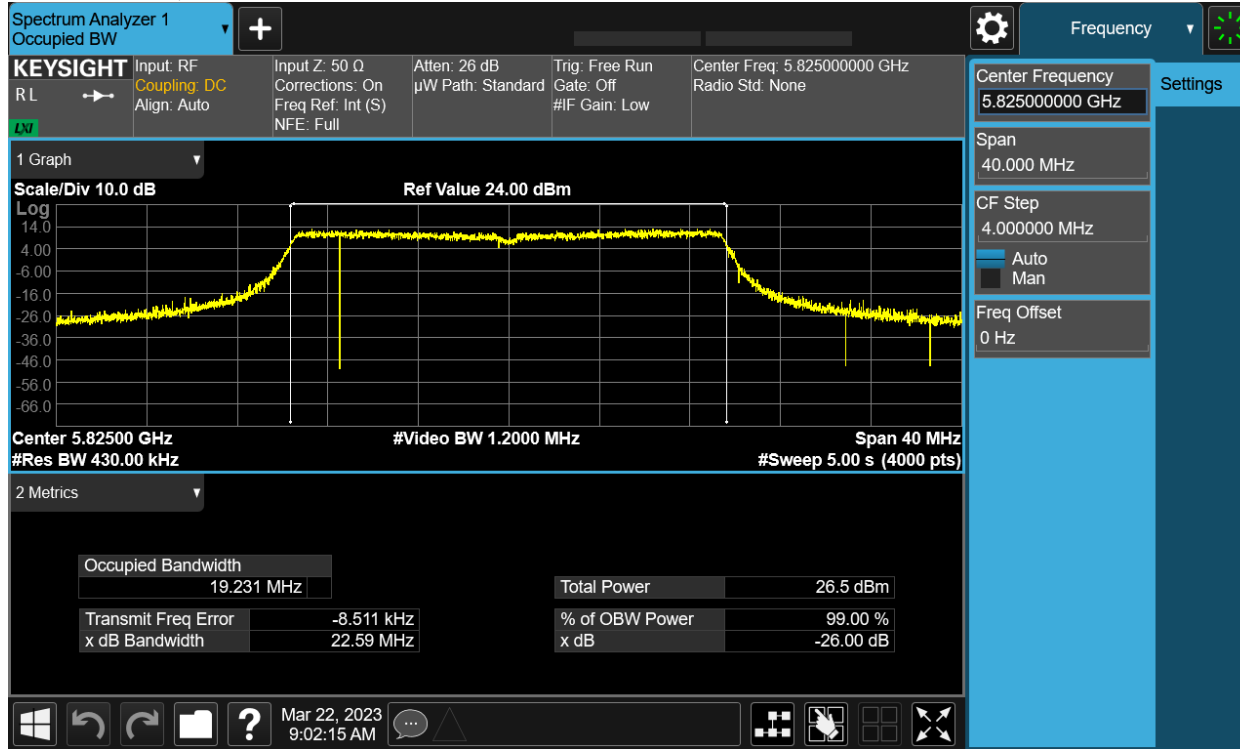 Spectrum Analyzer 1
Occupied BW
Frequency
KEYSIGHT
R L
LXI
Input: RF
Coupling: DC
Align: Auto
Input Z: 50 Ω
Corrections: On
Freq Ref: Int (S)
NFE: Full
Atten: 26 dB
µW Path: Standard
Trig: Free Run
Gate: Off
#IF Gain: Low
Center Freq: 5.825000000 GHz
Radio Std: None
Center Frequency
5.825000000 GHz
Settings
Span
40.000 MHz
CF Step
4.000000 MHz
Auto
Man
Freq Offset
0 Hz
1 Graph
Scale/Div 10.0 dB
Ref Value 24.00 dBm
Log
14.0
4.00
-6.00
-16.0
-26.0
-36.0
-46.0
-56.0
-66.0
Center 5.82500 GHz
#Video BW 1.2000 MHz
Span 40 MHz
#Res BW 430.00 kHz
#Sweep 5.00 s (4000 pts)
2 Metrics
Occupied Bandwidth
19.231 MHz
Total Power 26.5 dBm
Transmit Freq Error -8.511 kHz
% of OBW Power 99.00 %
x dB Bandwidth 22.59 MHz
x dB -26.00 dB
?
Mar 22, 2023
9:02:15 AM